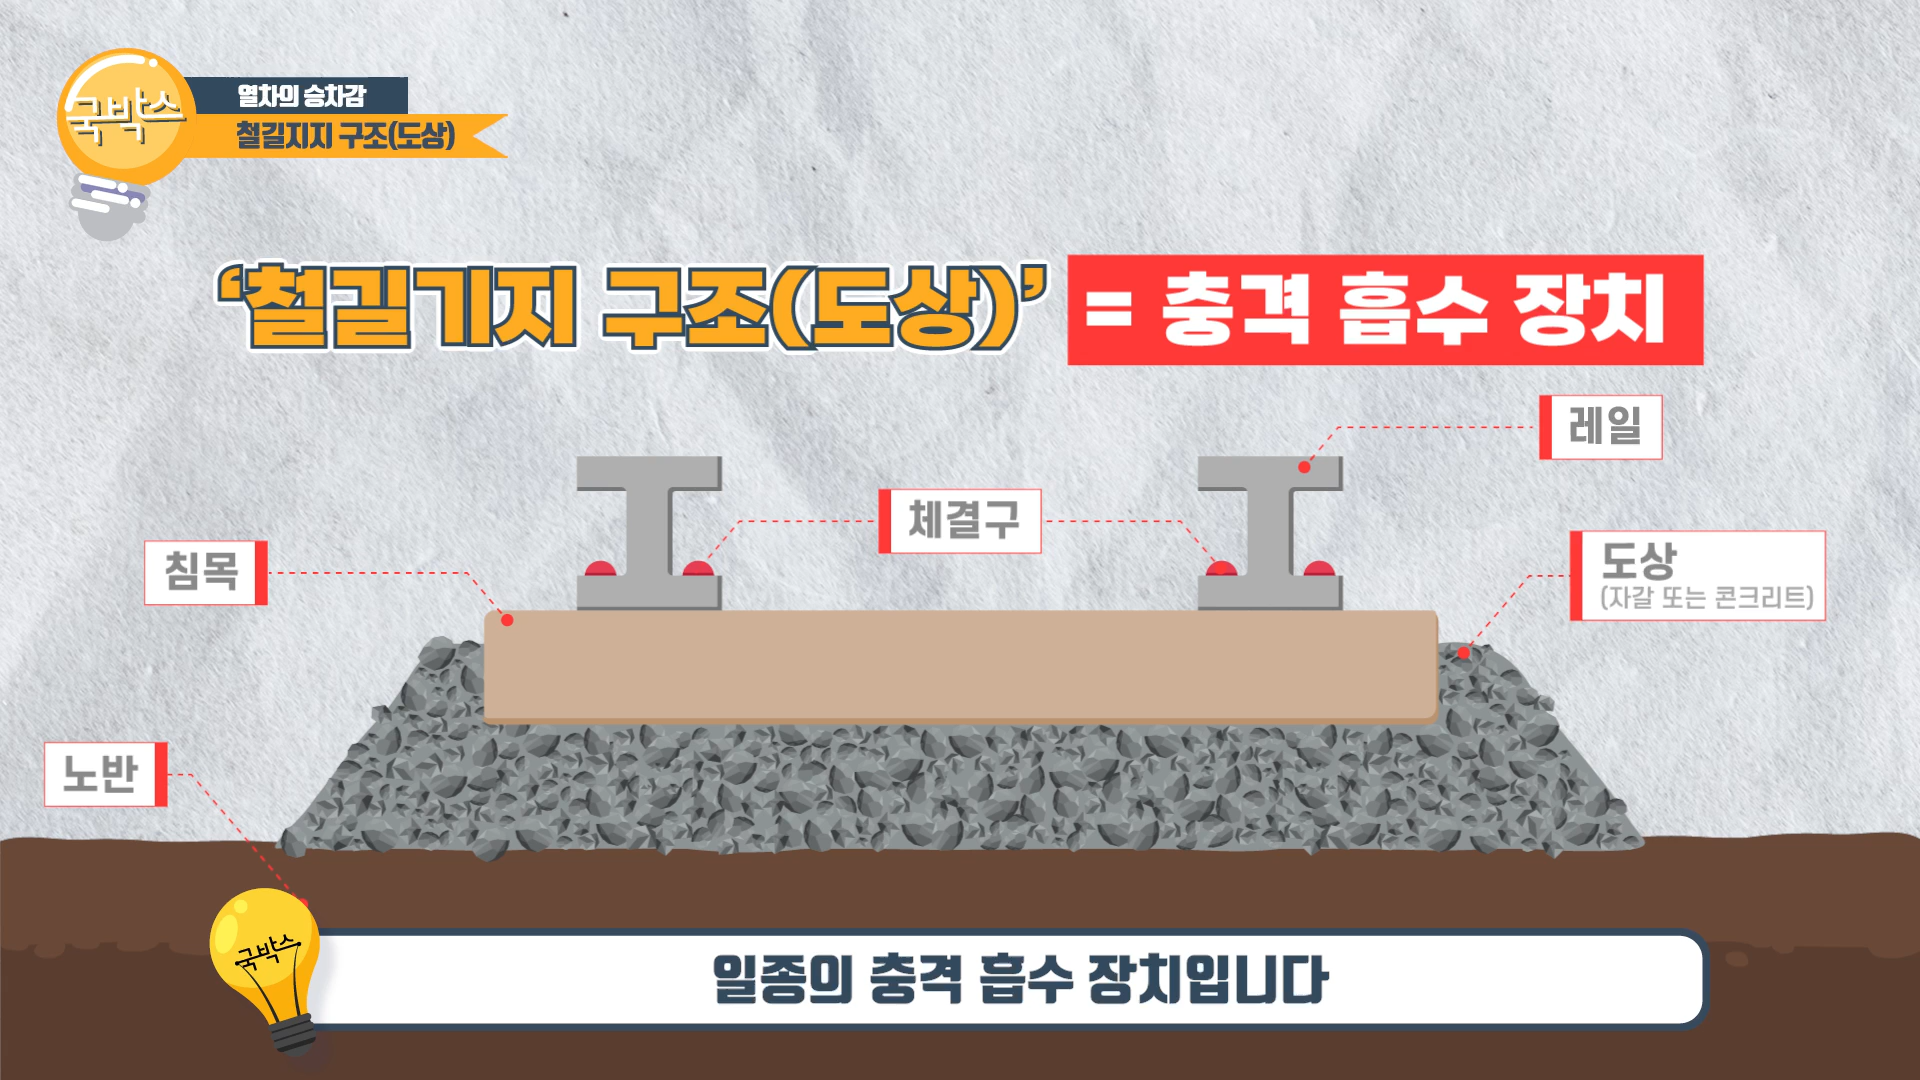 국박스
열차의 승차감
철길지지 구조(도상)
‘철길기지 구조(도상)’ = 충격 흡수 장치
레일
체결구
침목
도상
(자갈 또는 콘크리트)
노반
국박스
일종의 충격 흡수 장치입니다